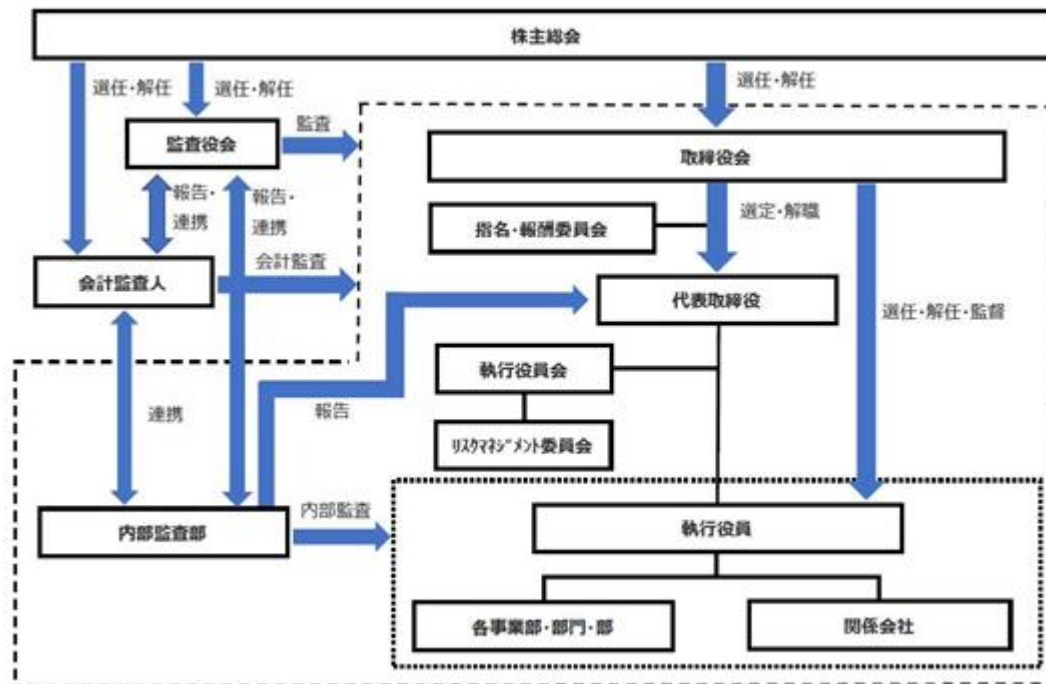 株主総会
選任・解任
選任・解任
選任・解任
監査役会
監査
取締役会
報告・
連携
報告・
連携
選定・解職
指名・報酬委員会
会計監査人
会計監査
代表取締役
選任・解任・監督
執行役員会
連携
報告
リスクマネジメント委員会
内部監査部
内部監査
執行役員
各事業部・部門・部
関係会社